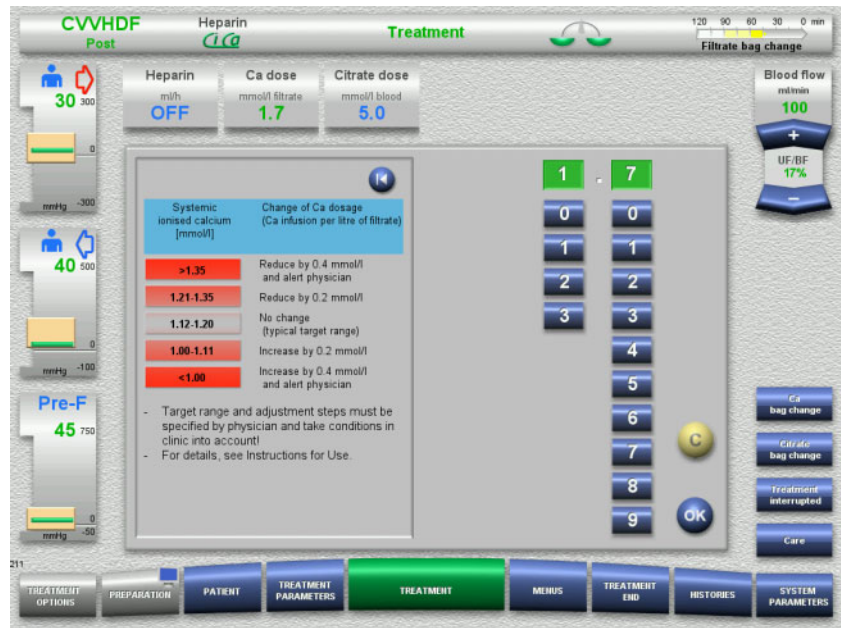 CVVHDF
Post
Heparin
Ci Ca
Treatment
120 90 60 30 0 min
Filtrate bag change
30 300
0
mmHg -300
40 500
0
mmHg -100
Pre-F
45 750
0
mmHg -50
Heparin
ml/h
OFF
Ca dose
mmol/l filtrate
1.7
Citrate dose
mmol/l blood
5.0
Blood flow
ml/min
100
+
UF/BF
17%
–
Systemic
ionised calcium
[mmol/l]
Change of Ca dosage
(Ca infusion per litre of filtrate)
>1.35
Reduce by 0.4 mmol/l
and alert physician
1.21-1.35
Reduce by 0.2 mmol/l
1.12-1.20
No change
(typical target range)
1.00-1.11
Increase by 0.2 mmol/l
<1.00
Increase by 0.4 mmol/l
and alert physician
- Target range and adjustment steps must be
specified by physician and take conditions in
clinic into account!
- For details, see Instructions for Use.
1 . 7
0 0
1 1
2 2
3 3
4
5
6
7
8
9
C
OK
Ca
bag change
Citrate
bag change
Treatment
interrupted
Care
211
TREATMENT
OPTIONS
PREPARATION
PATIENT
TREATMENT
PARAMETERS
TREATMENT
MENUS
TREATMENT
END
HISTORIES
SYSTEM
PARAMETERS